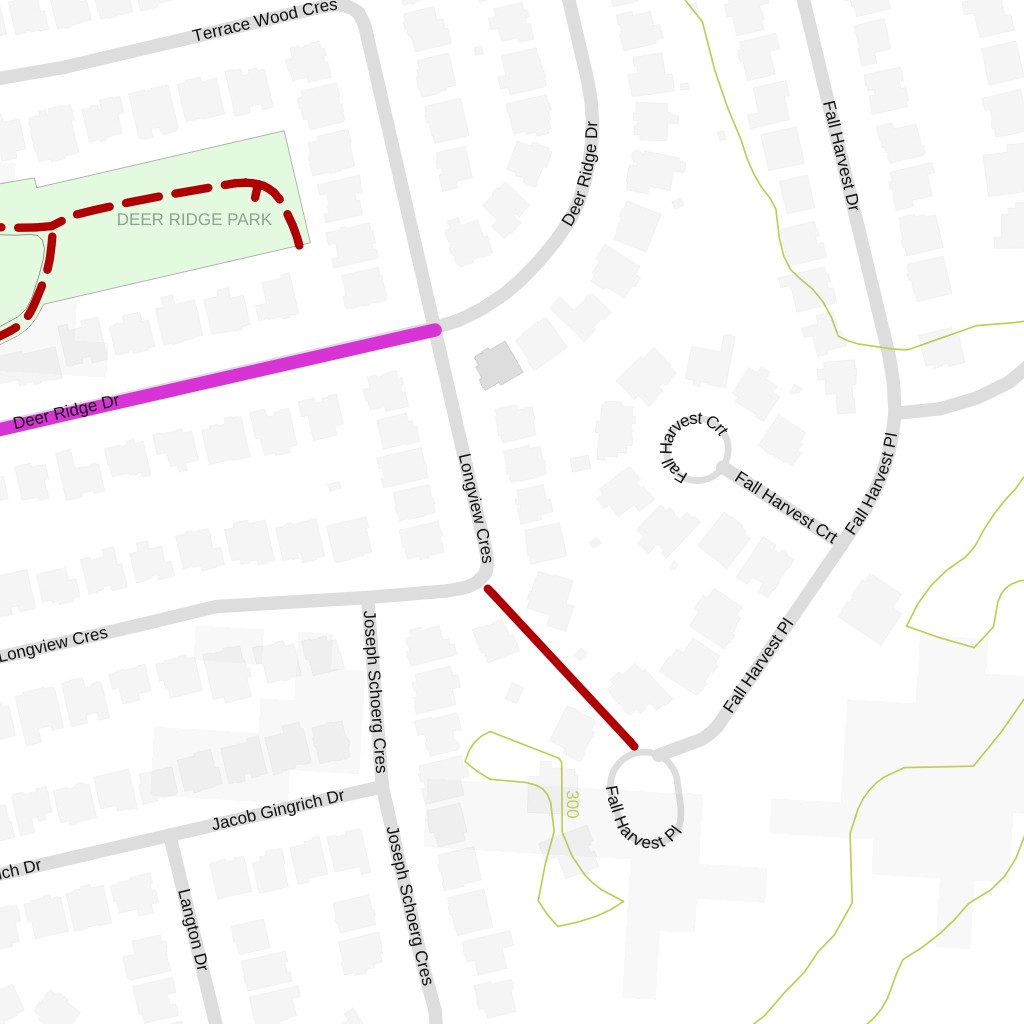 Terrace Wood Cres
Fall Harvest Dr
Deer Ridge Dr
DEER RIDGE PARK
Deer Ridge Dr
Fall Harvest Crt
Fall Harvest Pl
Longview Cres
Fall Harvest Crt
Longview Cres
Joseph Schoerg Cres
Fall Harvest Pl
Jacob Gingrich Dr
300
Fall Harvest Pl
ich Dr
Joseph Schoerg Cres
Langton Dr